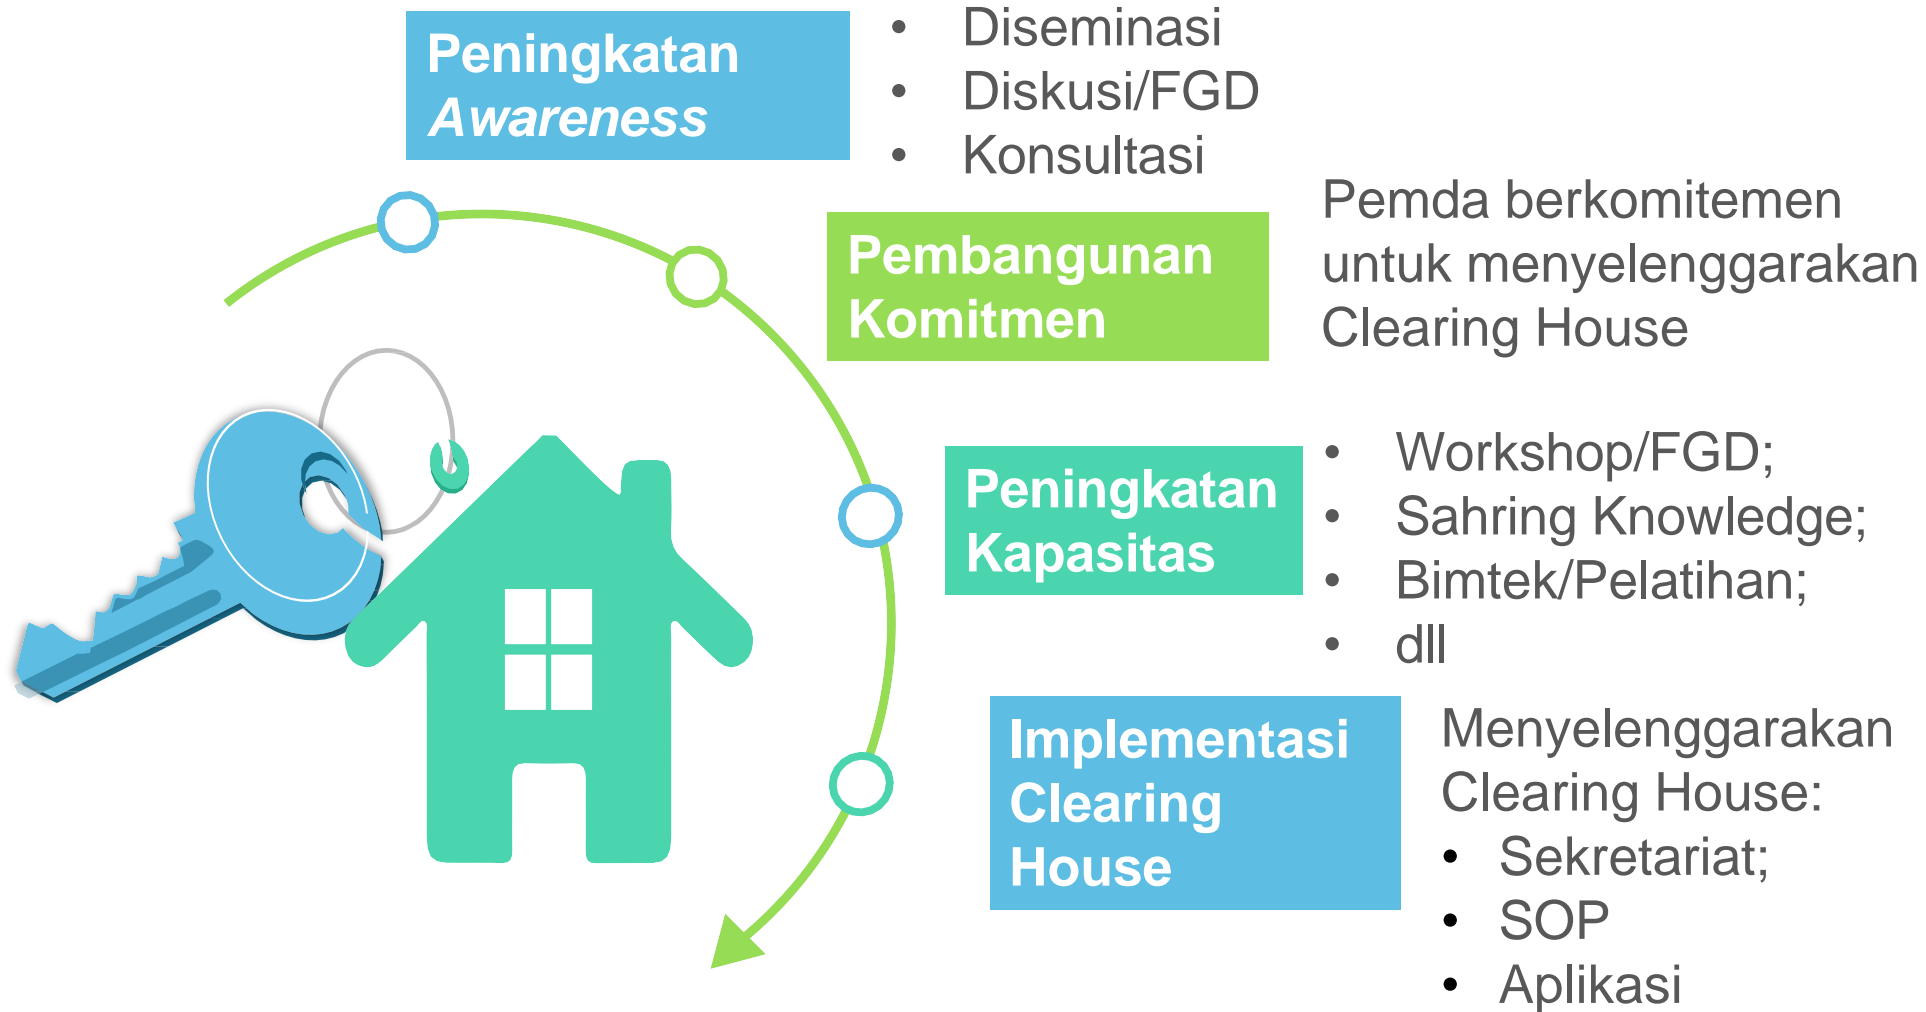 Peningkatan
Awareness
• Diseminasi
• Diskusi/FGD
• Konsultasi
Pembangunan
Komitmen
Pemda berkomitemen
untuk menyelenggarakan
Clearing House
Peningkatan
Kapasitas
• Workshop/FGD;
• Sahring Knowledge;
• Bimtek/Pelatihan;
• dll
Implementasi
Clearing
House
Menyelenggarakan
Clearing House:
• Sekretariat;
• SOP
• Aplikasi